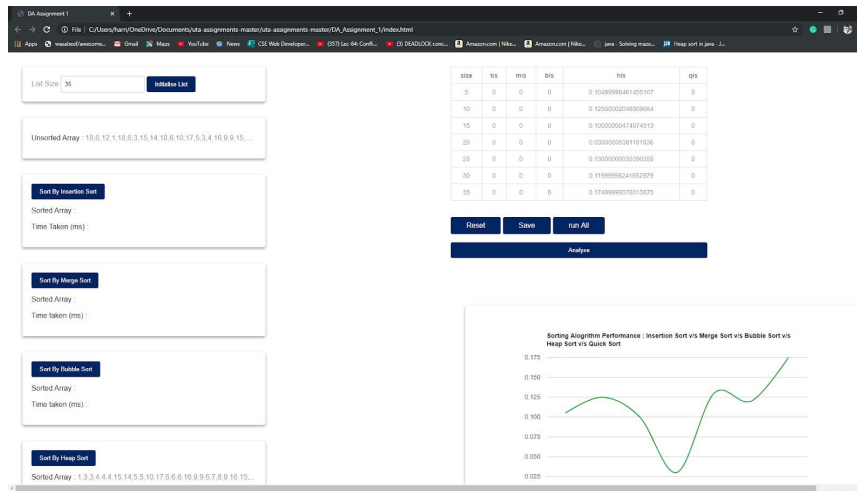 DA Assignment 1
File | C:/Users/harri/OneDrive/Documents/uta-assignments-master/uta-assignments-master/DA_Assignment_1/index.html
Apps wasabeef/awesome... Gmail Maps YouTube News CSE Web Developer... (357) Lec-64: Confli... (3) DEADLOCK conc... Amazon.com | Nike... Amazon.com | Nike... java - Solving maze... Heap sort in java - J...
List Size 35 Initialise List
Unsorted Array : 18,6,12,1,18,6,3,15,14,18,6,10,17,5,3,4,16,9,9,15,...
Sort By Insertion Sort
Sorted Array :
Time Taken (ms) :
Sort By Merge Sort
Sorted Array :
Time taken (ms) :
Sort By Bubble Sort
Sorted Array :
Time taken (ms) :
Sort By Heap Sort
Sorted Array : 1,3,3,4,4,4,15,14,5,5,10,17,6,6,6,16,9,9,6,7,8,9,16,15,...
size tis mis bis his qis
5 0 0 0 0.10499998461455107 0
10 0 0 0 0.12500002048909664 0
15 0 0 0 0.10000000474974513 0
20 0 0 0 0
25 0 0 0 0.13000000035390258 0
30 0 0 0 0.11999998241662979 0
35 0 0 0 0.17499999376013875 0
Reset Save run All
Analyse
Sorting Alogrithm Performance : Insertion Sort v/s Merge Sort v/s Bubble Sort v/s
Heap Sort v/s Quick Sort
0.175
0.150
0.125
0.100
0.075
0.050
0.025